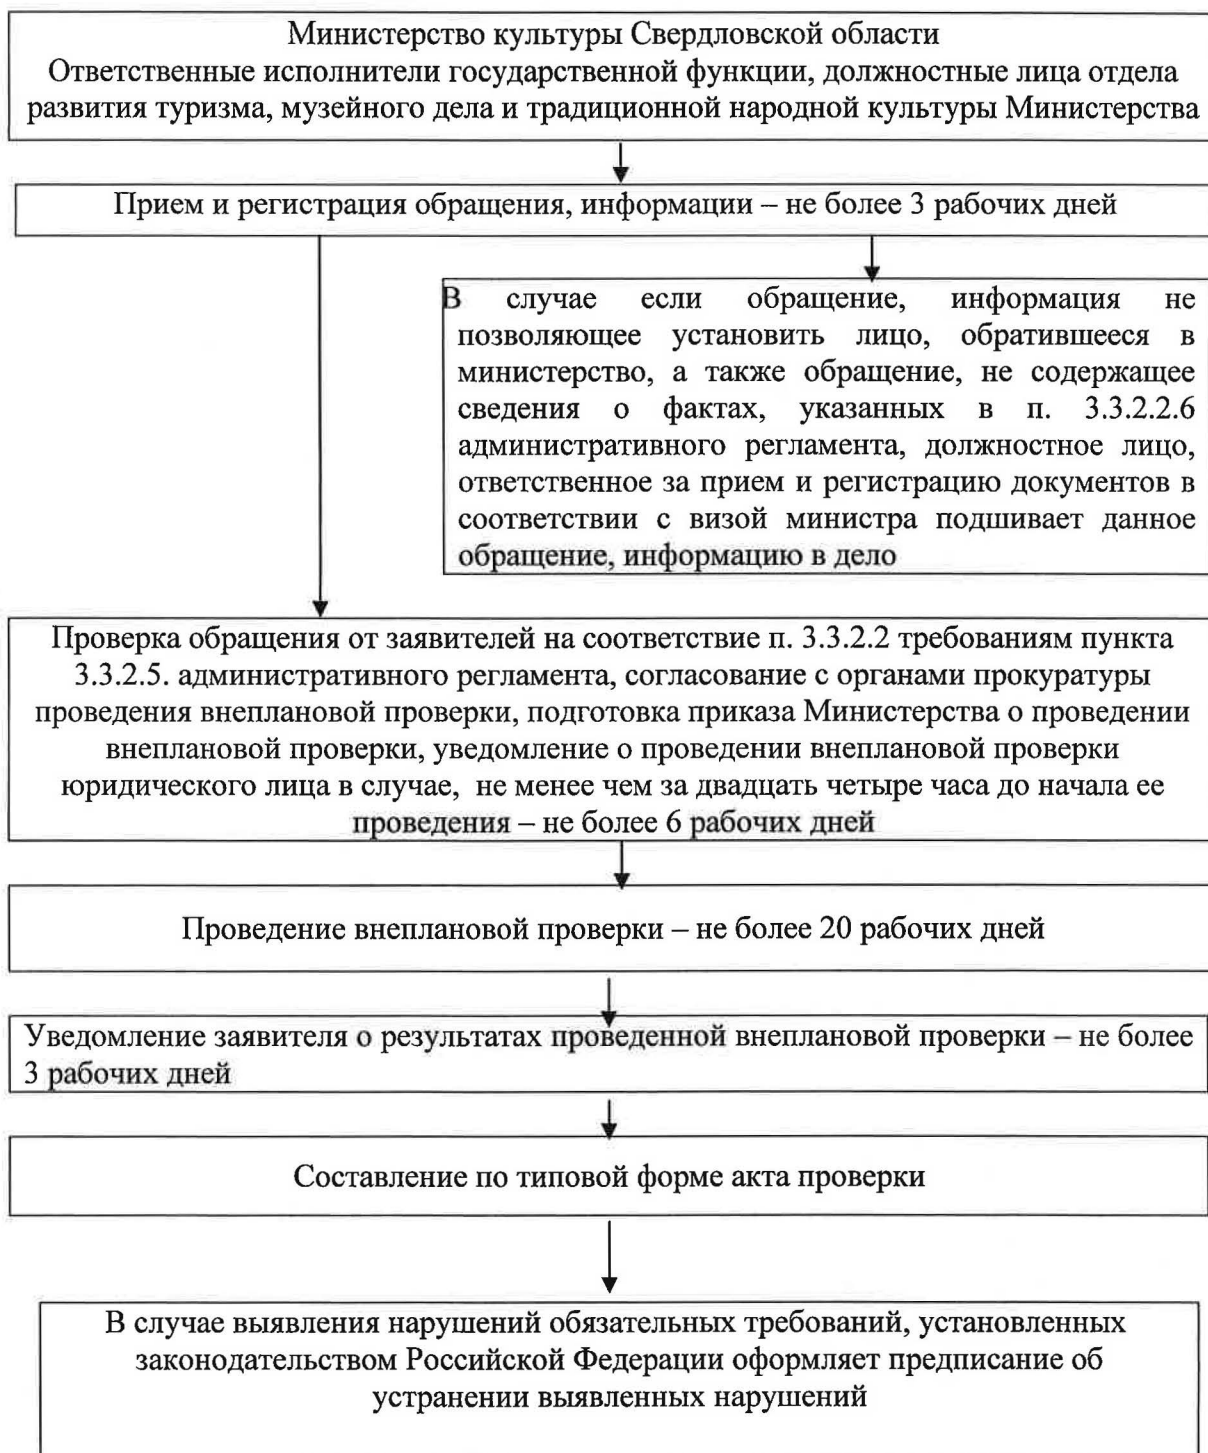 Министерство культуры Свердловской области
Ответственные исполнители государственной функции, должностные лица отдела
развития туризма, музейного дела и традиционной народной культуры Министерства
Прием и регистрация обращения, информации – не более 3 рабочих дней
В случае если обращение, информация не
позволяющее установить лицо, обратившееся в
министерство, а также обращение, не содержащее
сведения о фактах, указанных в п. 3.3.2.2.6
административного регламента, должностное лицо,
ответственное за прием и регистрацию документов в
соответствии с визой министра подшивает данное
обращение, информацию в дело
Проверка обращения от заявителей на соответствие п. 3.3.2.2 требованиям пункта
3.3.2.5. административного регламента, согласование с органами прокуратуры
проведения внеплановой проверки, подготовка приказа Министерства о проведении
внеплановой проверки, уведомление о проведении внеплановой проверки
юридического лица в случае, не менее чем за двадцать четыре часа до начала ее
проведения – не более 6 рабочих дней
Проведение внеплановой проверки – не более 20 рабочих дней
Уведомление заявителя о результатах проведенной внеплановой проверки – не более
3 рабочих дней
Составление по типовой форме акта проверки
В случае выявления нарушений обязательных требований, установленных
законодательством Российской Федерации оформляет предписание об
устранении выявленных нарушений